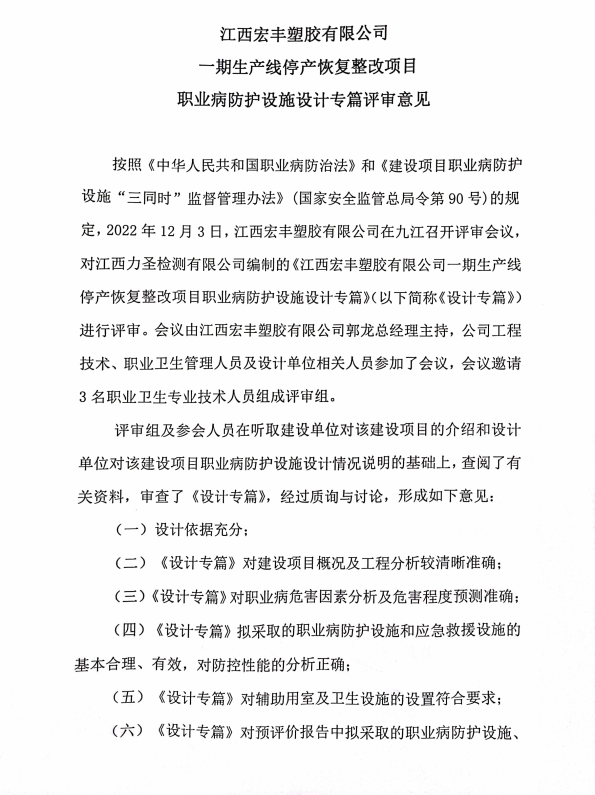 江西宏丰塑胶有限公司
一期生产线停产恢复整改项目
职业病防护设施设计专篇评审意见
按照《中华人民共和国职业病防治法》和《建设项目职业病防护
设施“三同时”监督管理办法》(国家安全监管总局令第 90 号)的规
定，2022 年 12 月 3 日，江西宏丰塑胶有限公司在九江召开评审会议，
对江西力圣检测有限公司编制的《江西宏丰塑胶有限公司一期生产线
停产恢复整改项目职业病防护设施设计专篇》（以下简称《设计专篇》）
进行评审。会议由江西宏丰塑胶有限公司郭龙总经理主持，公司工程
技术、职业卫生管理人员及设计单位相关人员参加了会议，会议邀请
3 名职业卫生专业技术人员组成评审组。
评审组及参会人员在听取建设单位对该建设项目的介绍和设计
单位对该建设项目职业病防护设施设计情况说明的基础上，查阅了有
关资料，审查了《设计专篇》，经过质询与讨论，形成如下意见：
（一）设计依据充分；
（二）《设计专篇》对建设项目概况及工程分析较清晰准确；
（三）《设计专篇》对职业病危害因素分析及危害程度预测准确；
（四）《设计专篇》拟采取的职业病防护设施和应急救援设施的
基本合理、有效，对防控性能的分析正确；
（五）《设计专篇》对辅助用室及卫生设施的设置符合要求；
（六）《设计专篇》对预评价报告中拟采取的职业病防护设施、